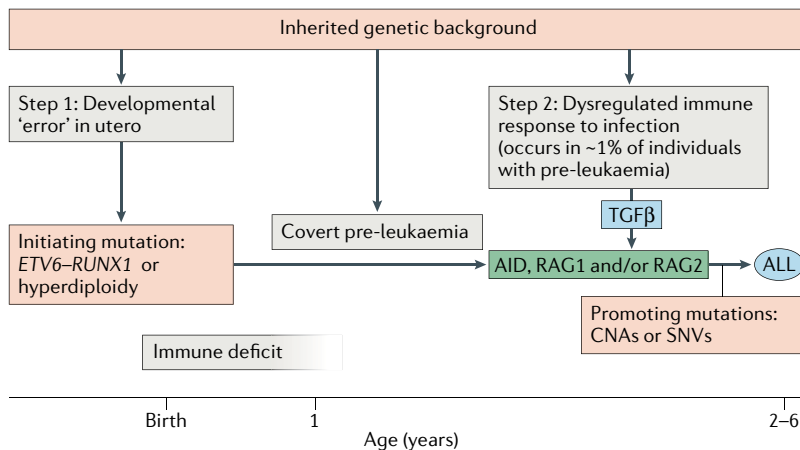 Inherited genetic background
Step 1: Developmental
‘error’ in utero
Step 2: Dysregulated immune
response to infection
(occurs in ~1% of individuals
with pre-leukaemia)
TGFβ
Initiating mutation:
ETV6–RUNX1 or
hyperdiploidy
Covert pre-leukaemia
AID, RAG1 and/or RAG2
ALL
Promoting mutations:
CNAs or SNVs
Immune deficit
Birth
1
2–6
Age (years)